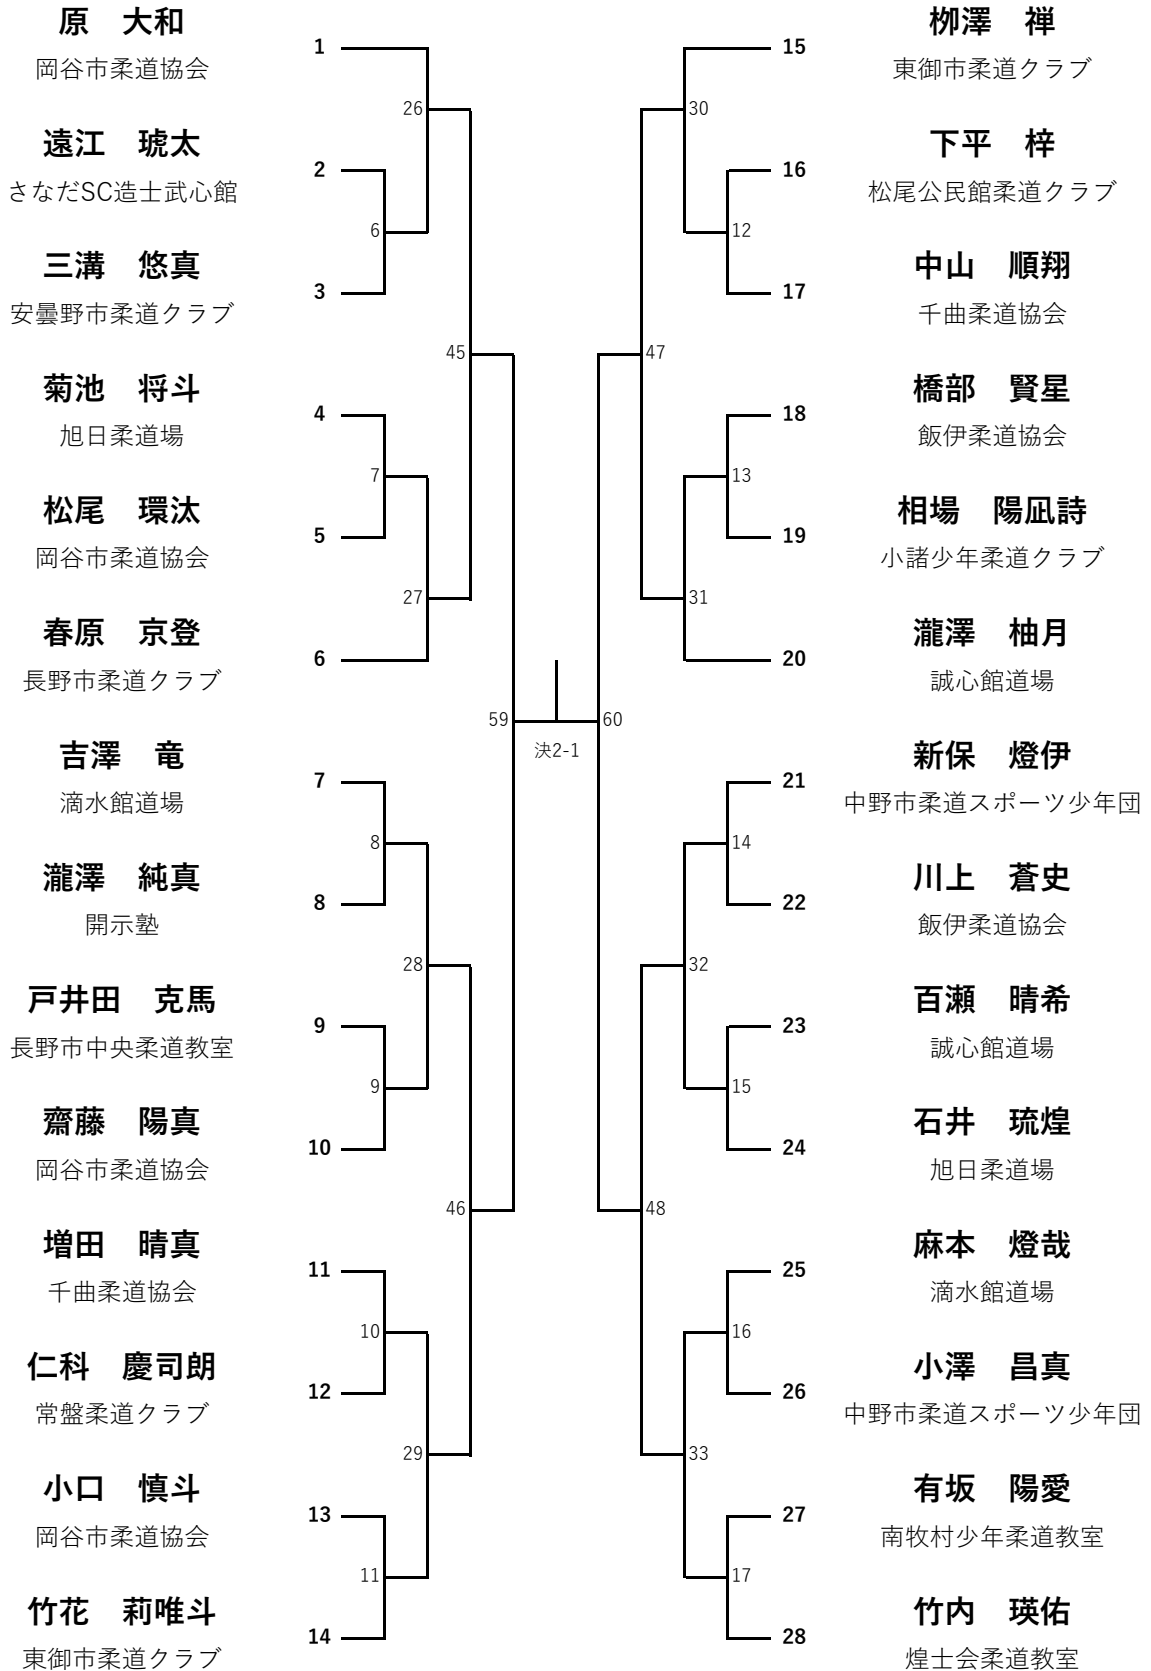 原　大和
岡谷市柔道協会
1
26
遠江　琥太
さなだSC造士武心館
2
6
三溝　悠真
安曇野市柔道クラブ
3
45
菊池　将斗
旭日柔道場
4
7
松尾　環汰
岡谷市柔道協会
5
27
春原　京登
長野市柔道クラブ
6
59
吉澤　竜
滴水館道場
7
8
瀧澤　純真
開示塾
8
28
戸井田　克馬
長野市中央柔道教室
9
9
齋藤　陽真
岡谷市柔道協会
10
46
増田　晴真
千曲柔道協会
11
10
仁科　慶司朗
常盤柔道クラブ
12
29
小口　慎斗
岡谷市柔道協会
13
11
竹花　莉唯斗
東御市柔道クラブ
14
決2-1
栁澤　禅
東御市柔道クラブ
15
30
下平　梓
松尾公民館柔道クラブ
16
12
中山　順翔
千曲柔道協会
17
47
橋部　賢星
飯伊柔道協会
18
13
相場　陽凪詩
小諸少年柔道クラブ
19
31
瀧澤　柚月
誠心館道場
20
60
新保　燈伊
中野市柔道スポーツ少年団
21
14
川上　蒼史
飯伊柔道協会
22
32
百瀬　晴希
誠心館道場
23
15
石井　琉煌
旭日柔道場
24
48
麻本　燈哉
滴水館道場
25
16
小澤　昌真
中野市柔道スポーツ少年団
26
33
有坂　陽愛
南牧村少年柔道教室
27
17
竹内　瑛佑
煌士会柔道教室
28